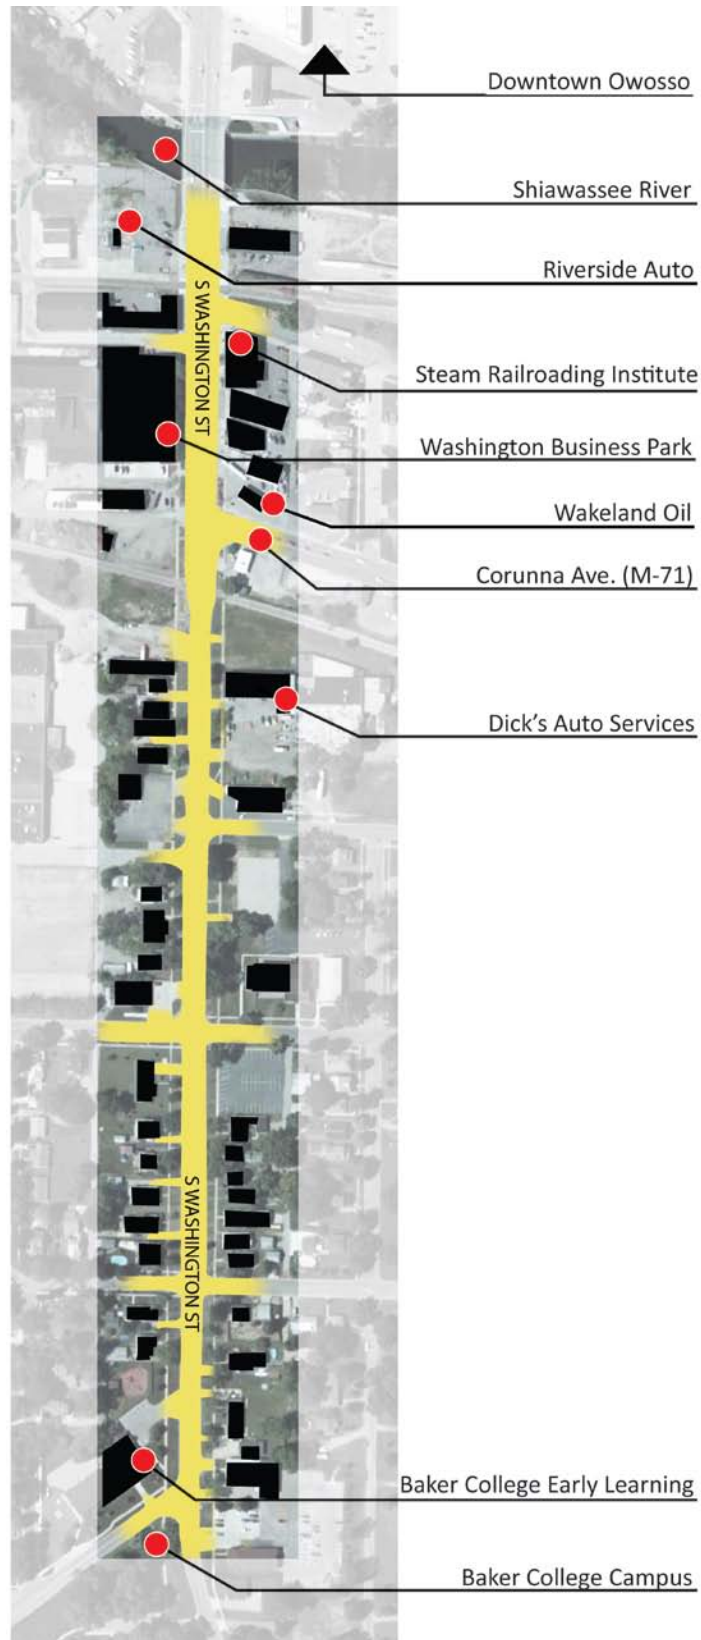 Downtown Owosso
Shiawassee River
Riverside Auto
S WASHINGTON ST
Steam Railroading Institute
Washington Business Park
Wakeland Oil
Corunna Ave. (M-71)
Dick's Auto Services
S WASHINGTON ST
Baker College Early Learning
Baker College Campus